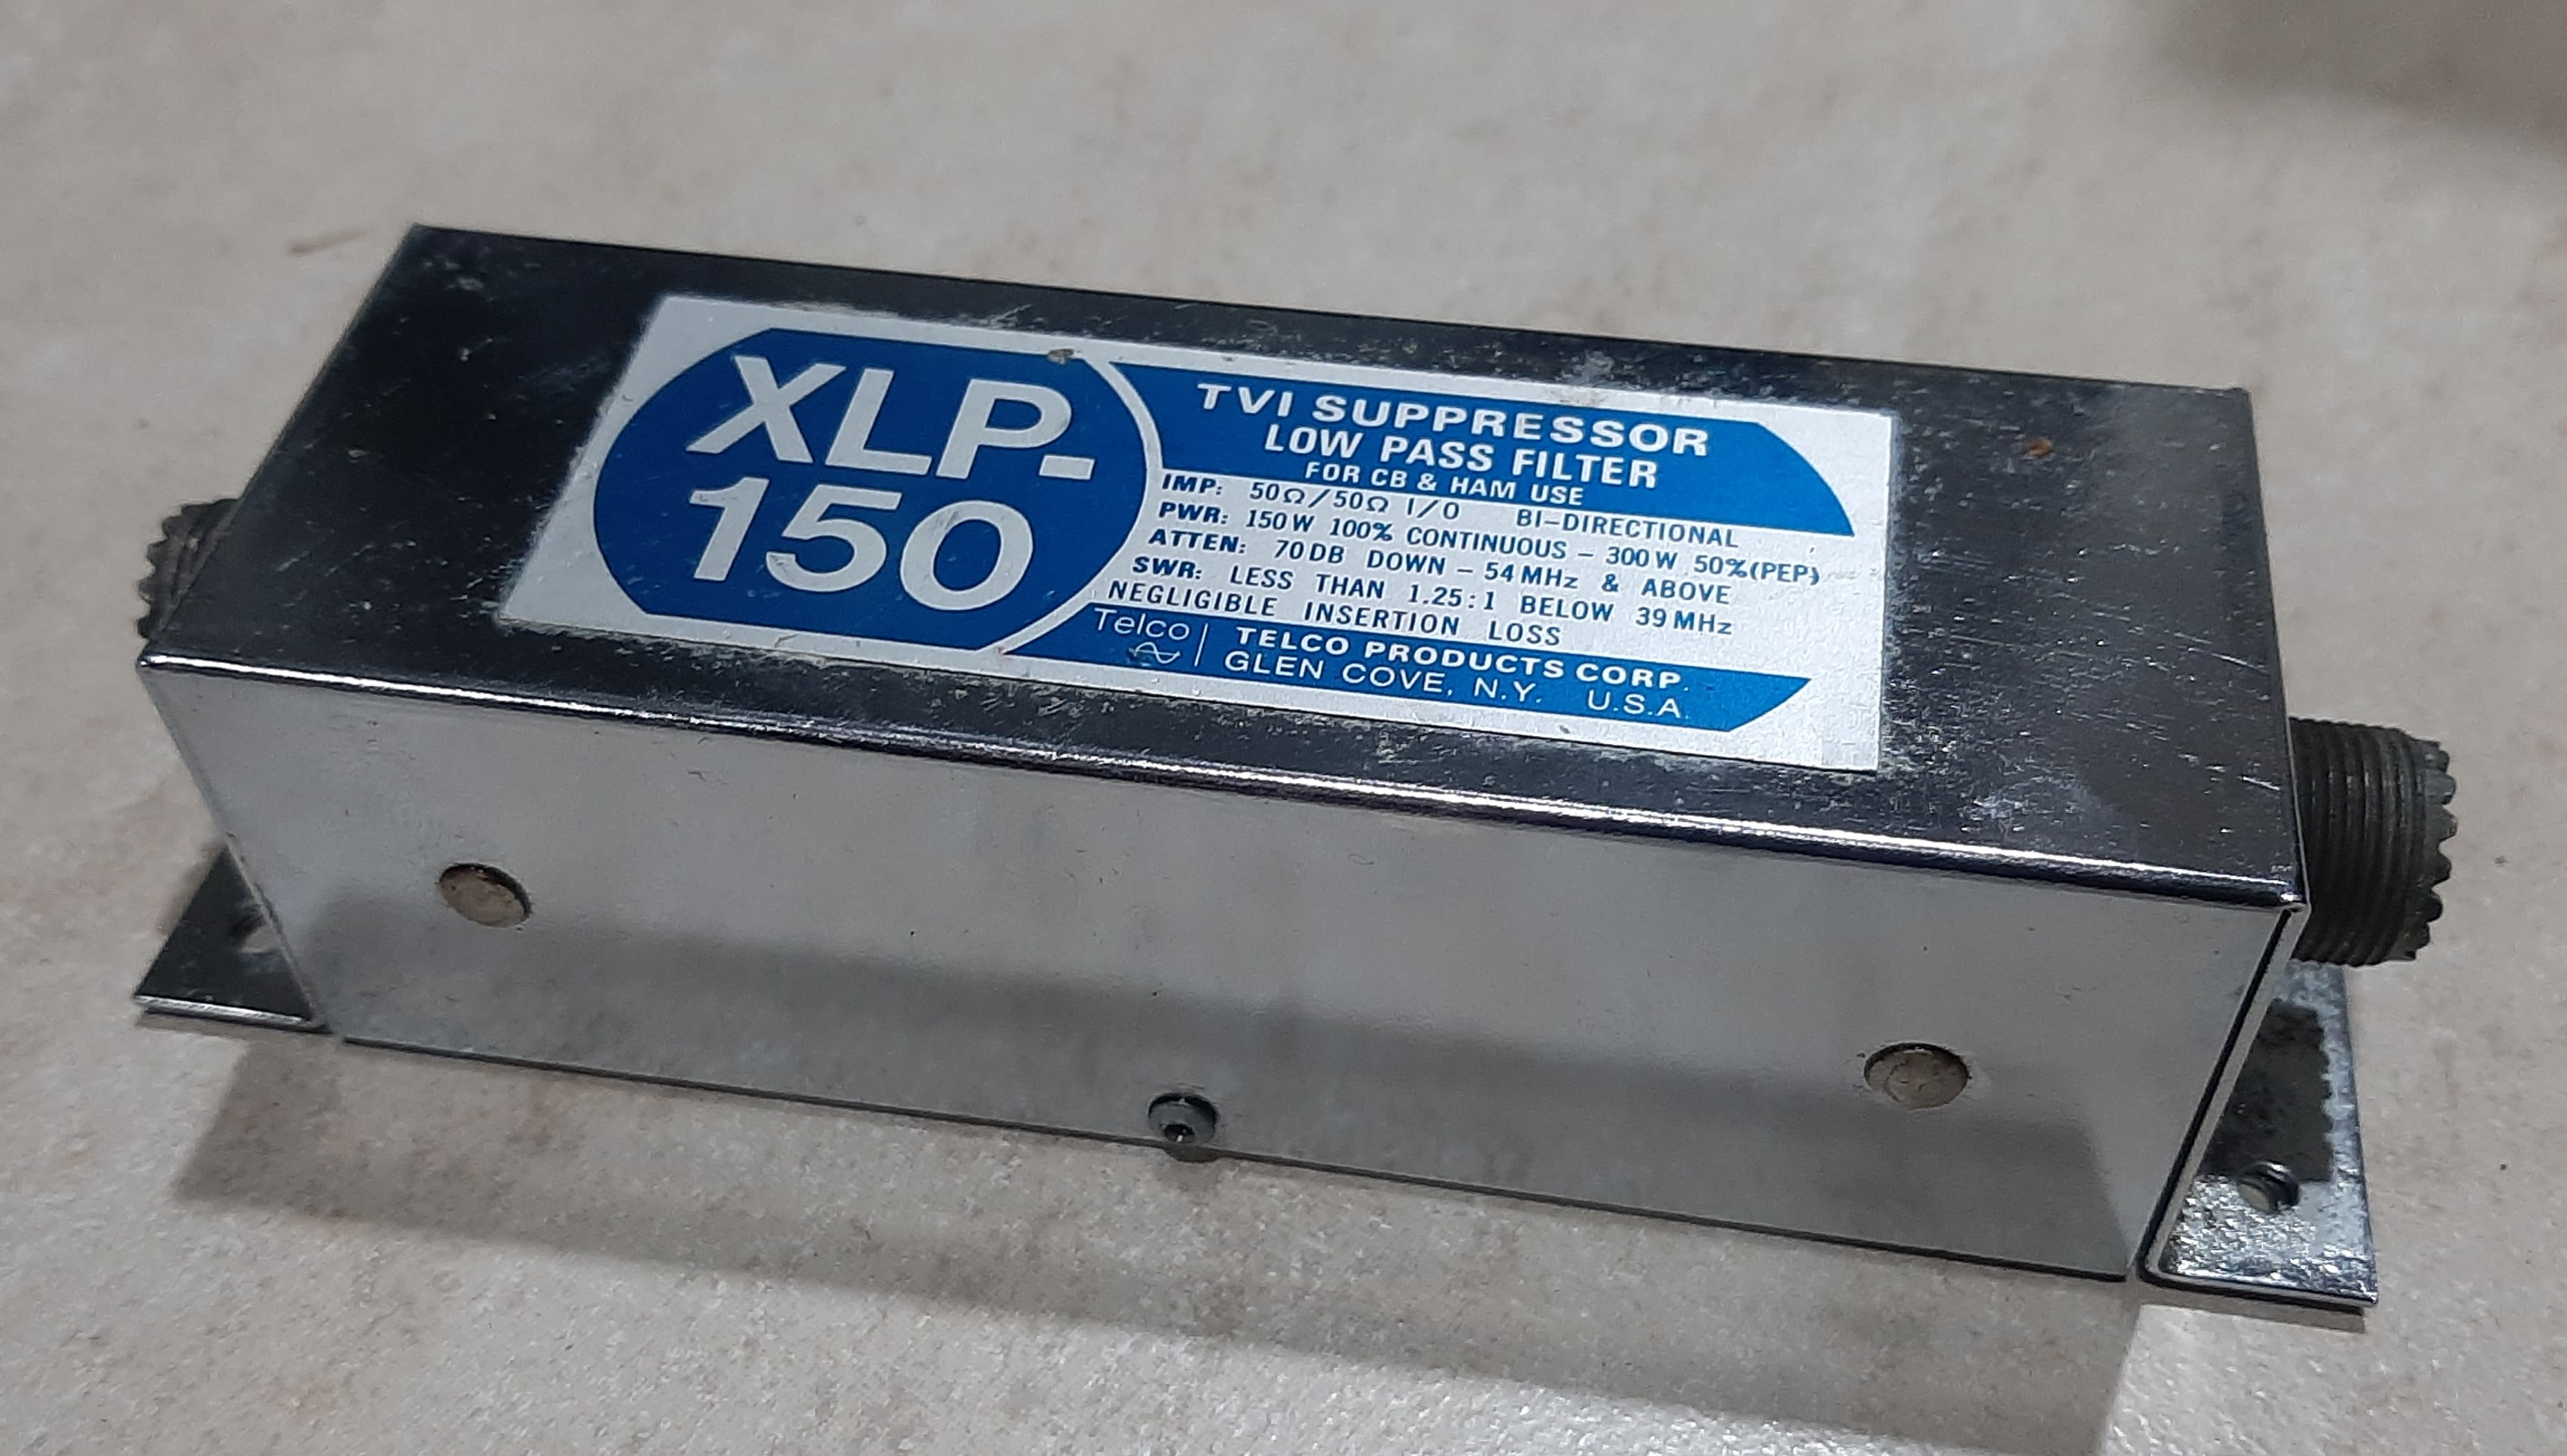 XLP-
150
TVI SUPPRESSOR
LOW PASS FILTER
FOR CB & HAM USE
IMP: 50Ω/50Ω I/O BI-DIRECTIONAL
PWR: 150W 100% CONTINUOUS - 300W 50%(PEP)
ATTEN: 70DB DOWN - 54MHz & ABOVE
SWR: LESS THAN 1.25:1 BELOW 39MHz
NEGLIGIBLE INSERTION LOSS
Telco
TELCO PRODUCTS CORP.
GLEN COVE, N.Y. U.S.A.